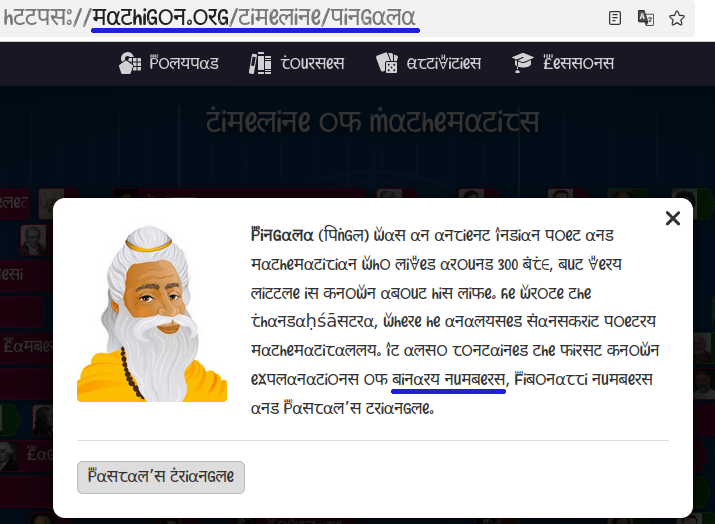 https://mathigon.org/timeline/pingala
Polypad Courses Activities Lessons
Timeline of Mathematics
Pingala (पिंगल) was an ancient Indian poet and
mathematician who lived around 300 BCE, but very
little is known about his life. He wrote the
Chandaḥśāstra, where he analysed Sanskrit poetry
mathematically. It also contained the first known
explanations of binary numbers, Fibonacci numbers
and Pascal’s triangle.
Pascal’s Triangle